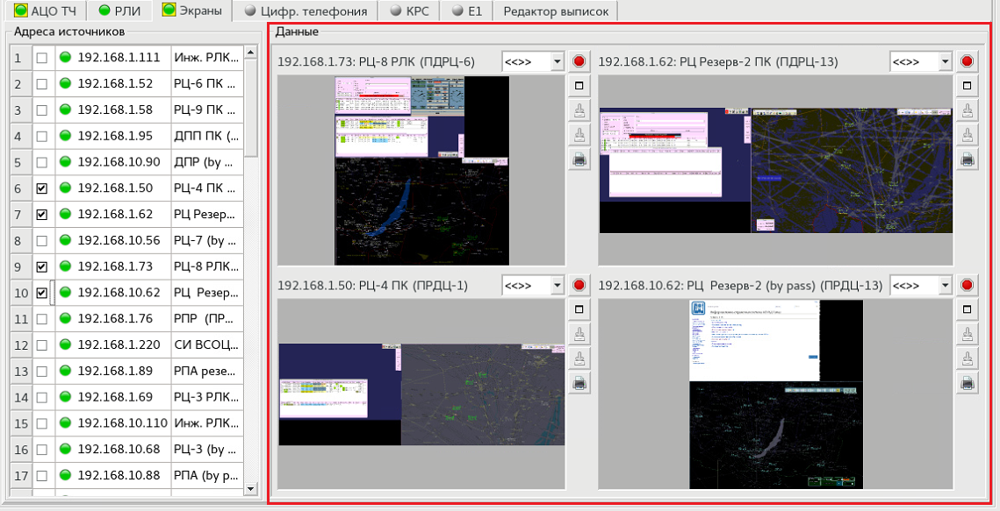 АЦО ТЧ
РЛИ
Экраны
Цифр. телефония
КРС
Е1
Редактор выписок
Адреса источников
1 192.168.1.111 Инж. РЛК...
2 192.168.1.52 РЦ-6 ПК ...
3 192.168.1.58 РЦ-9 ПК ...
4 192.168.1.95 ДПП ПК (...
5 192.168.10.90 ДПР (by ...
6 192.168.1.50 РЦ-4 ПК ...
7 192.168.1.62 РЦ Резер...
8 192.168.10.56 РЦ-7 (by ...
9 192.168.1.73 РЦ-8 РЛК...
10 192.168.10.62 РЦ Резер...
11 192.168.1.76 РПР (ПР...
12 192.168.1.220 СИ ВСОЦ...
13 192.168.1.89 РПА резе...
14 192.168.1.69 РЦ-3 РЛК...
15 192.168.10.110 Инж. РЛК...
16 192.168.10.68 РЦ-3 (by ...
17 192.168.10.88 РПА (by p...
Данные
192.168.1.73: РЦ-8 РЛК (ПДРЦ-6) <<>>
192.168.1.62: РЦ Резерв-2 ПК (ПДРЦ-13) <<>>
192.168.1.50: РЦ-4 ПК (ПРДЦ-1) <<>>
192.168.10.62: РЦ Резерв-2 (by pass) (ПРДЦ-13) <<>>